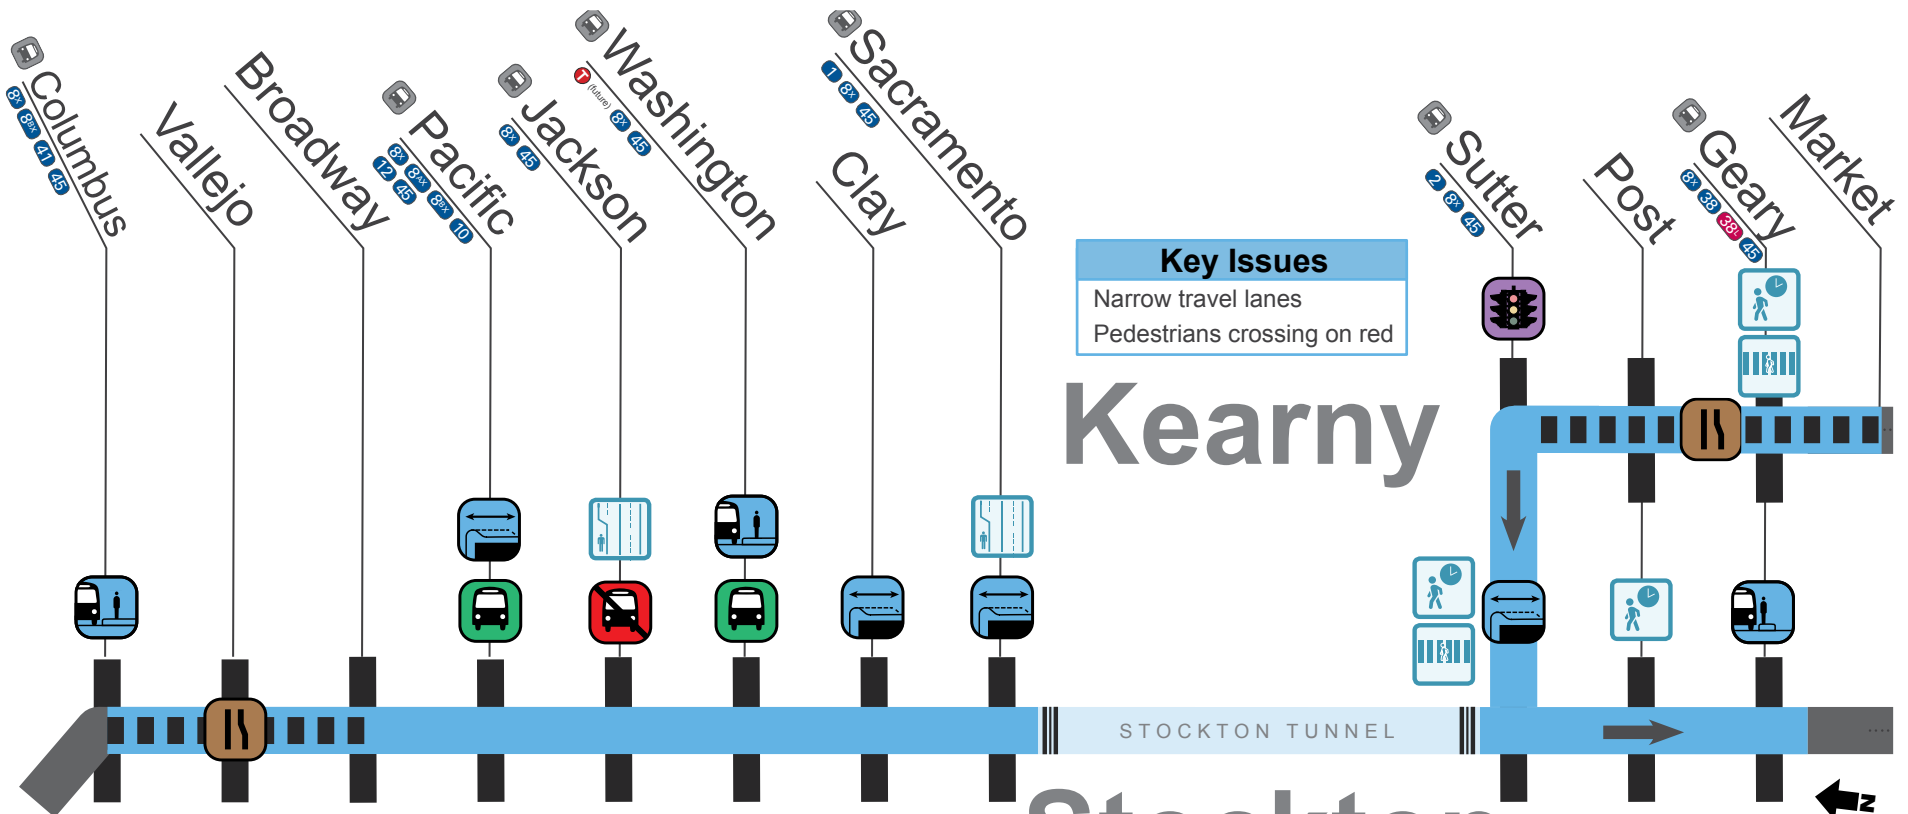 Columbus
8X 8BX 41 45
Vallejo
Broadway
Pacific
8X 8AX 8BX 10
12 45
Jackson
8X 45
Washington
T (future) 8X 45
Clay
Sacramento
1 8X 45
Sutter
2 8X 45
Post
Geary
8X 38 38L 45
Market
Key Issues
Narrow travel lanes
Pedestrians crossing on red
Kearny
STOCKTON TUNNEL
Stockton
N